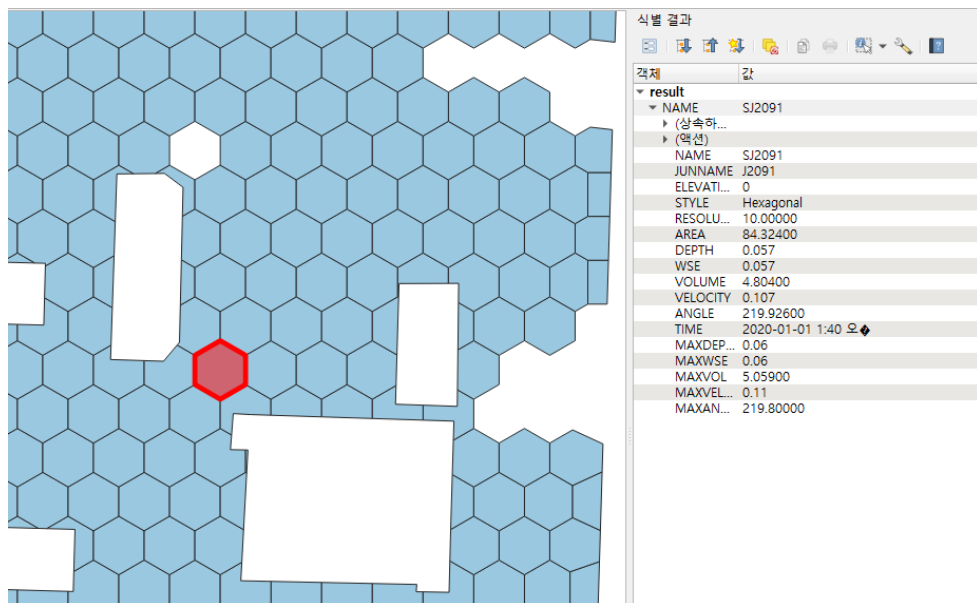 식별 결과
객체 값
result
NAME SJ2091
(상속하...
(액션)
NAME SJ2091
JUNNAME J2091
ELEVATI... 0
STYLE Hexagonal
RESOLU... 10.00000
AREA 84.32400
DEPTH 0.057
WSE 0.057
VOLUME 4.80400
VELOCITY 0.107
ANGLE 219.92600
TIME 2020-01-01 1:40 오�
MAXDEP... 0.06
MAXWSE 0.06
MAXVOL 5.05900
MAXVEL... 0.11
MAXAN... 219.80000